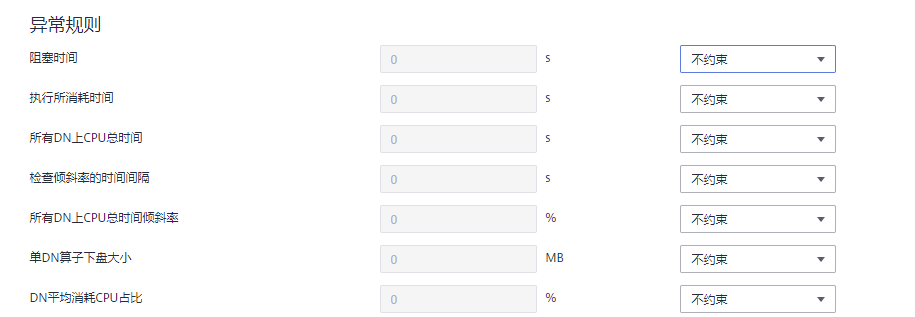 异常规则
阻塞时间 0 s 不约束
执行所消耗时间 0 s 不约束
所有DN上CPU总时间 0 s 不约束
检查倾斜率的时间间隔 0 s 不约束
所有DN上CPU总时间倾斜率 0 % 不约束
单DN算子下盘大小 0 MB 不约束
DN平均消耗CPU占比 0 % 不约束